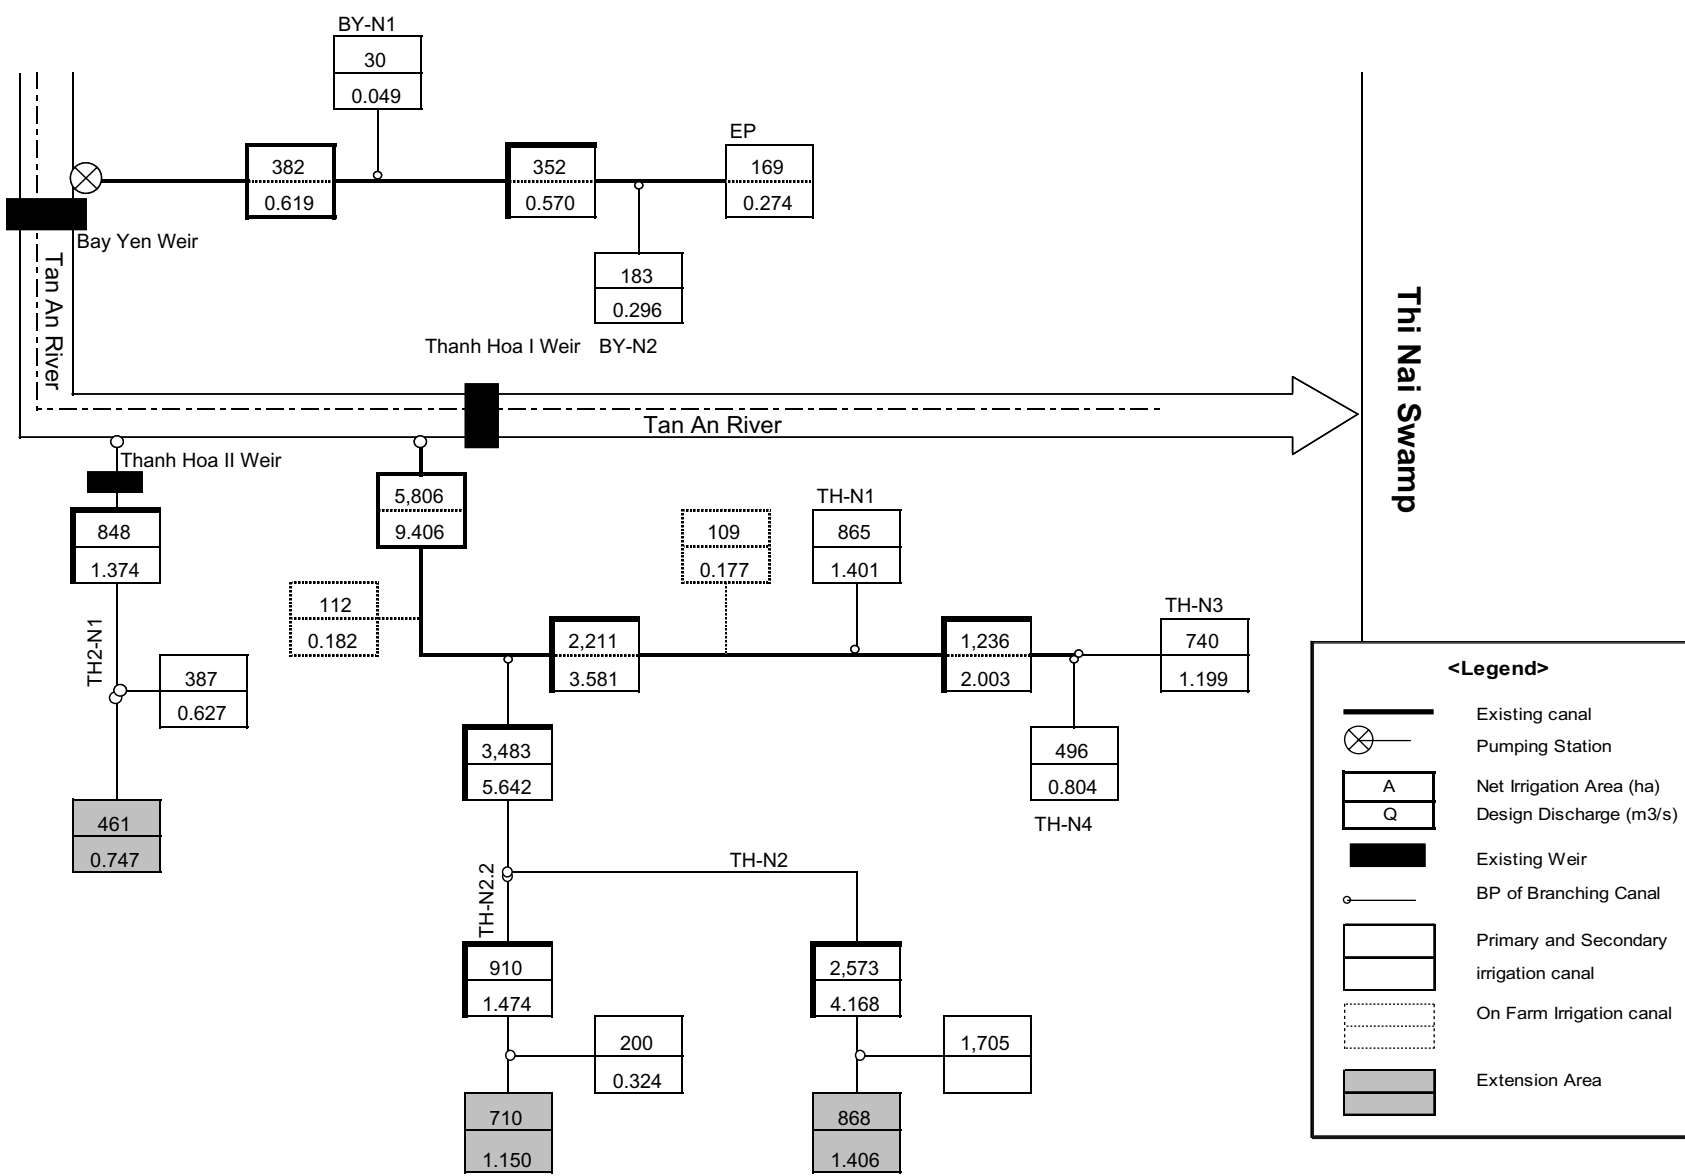 BY-N1
30
0.049
EP
382
0.619
352
0.570
169
0.274
Bay Yen Weir
183
0.296
Tan An River
Thanh Hoa I Weir
BY-N2
Thi Nai Swamp
Tan An River
Thanh Hoa II Weir
5,806
9.406
TH-N1
848
1.374
109
0.177
865
1.401
112
0.182
TH-N3
2,211
3.581
1,236
2.003
740
1.199
TH2-N1
387
0.627
3,483
5.642
496
0.804
TH-N4
461
0.747
TH-N2
TH-N2.2
910
1.474
2,573
4.168
200
0.324
1,705
710
1.150
868
1.406
<Legend>
Existing canal
Pumping Station
A
Net Irrigation Area (ha)
Q
Design Discharge (m3/s)
Existing Weir
BP of Branching Canal
Primary and Secondary
irrigation canal
On Farm Irrigation canal
Extension Area